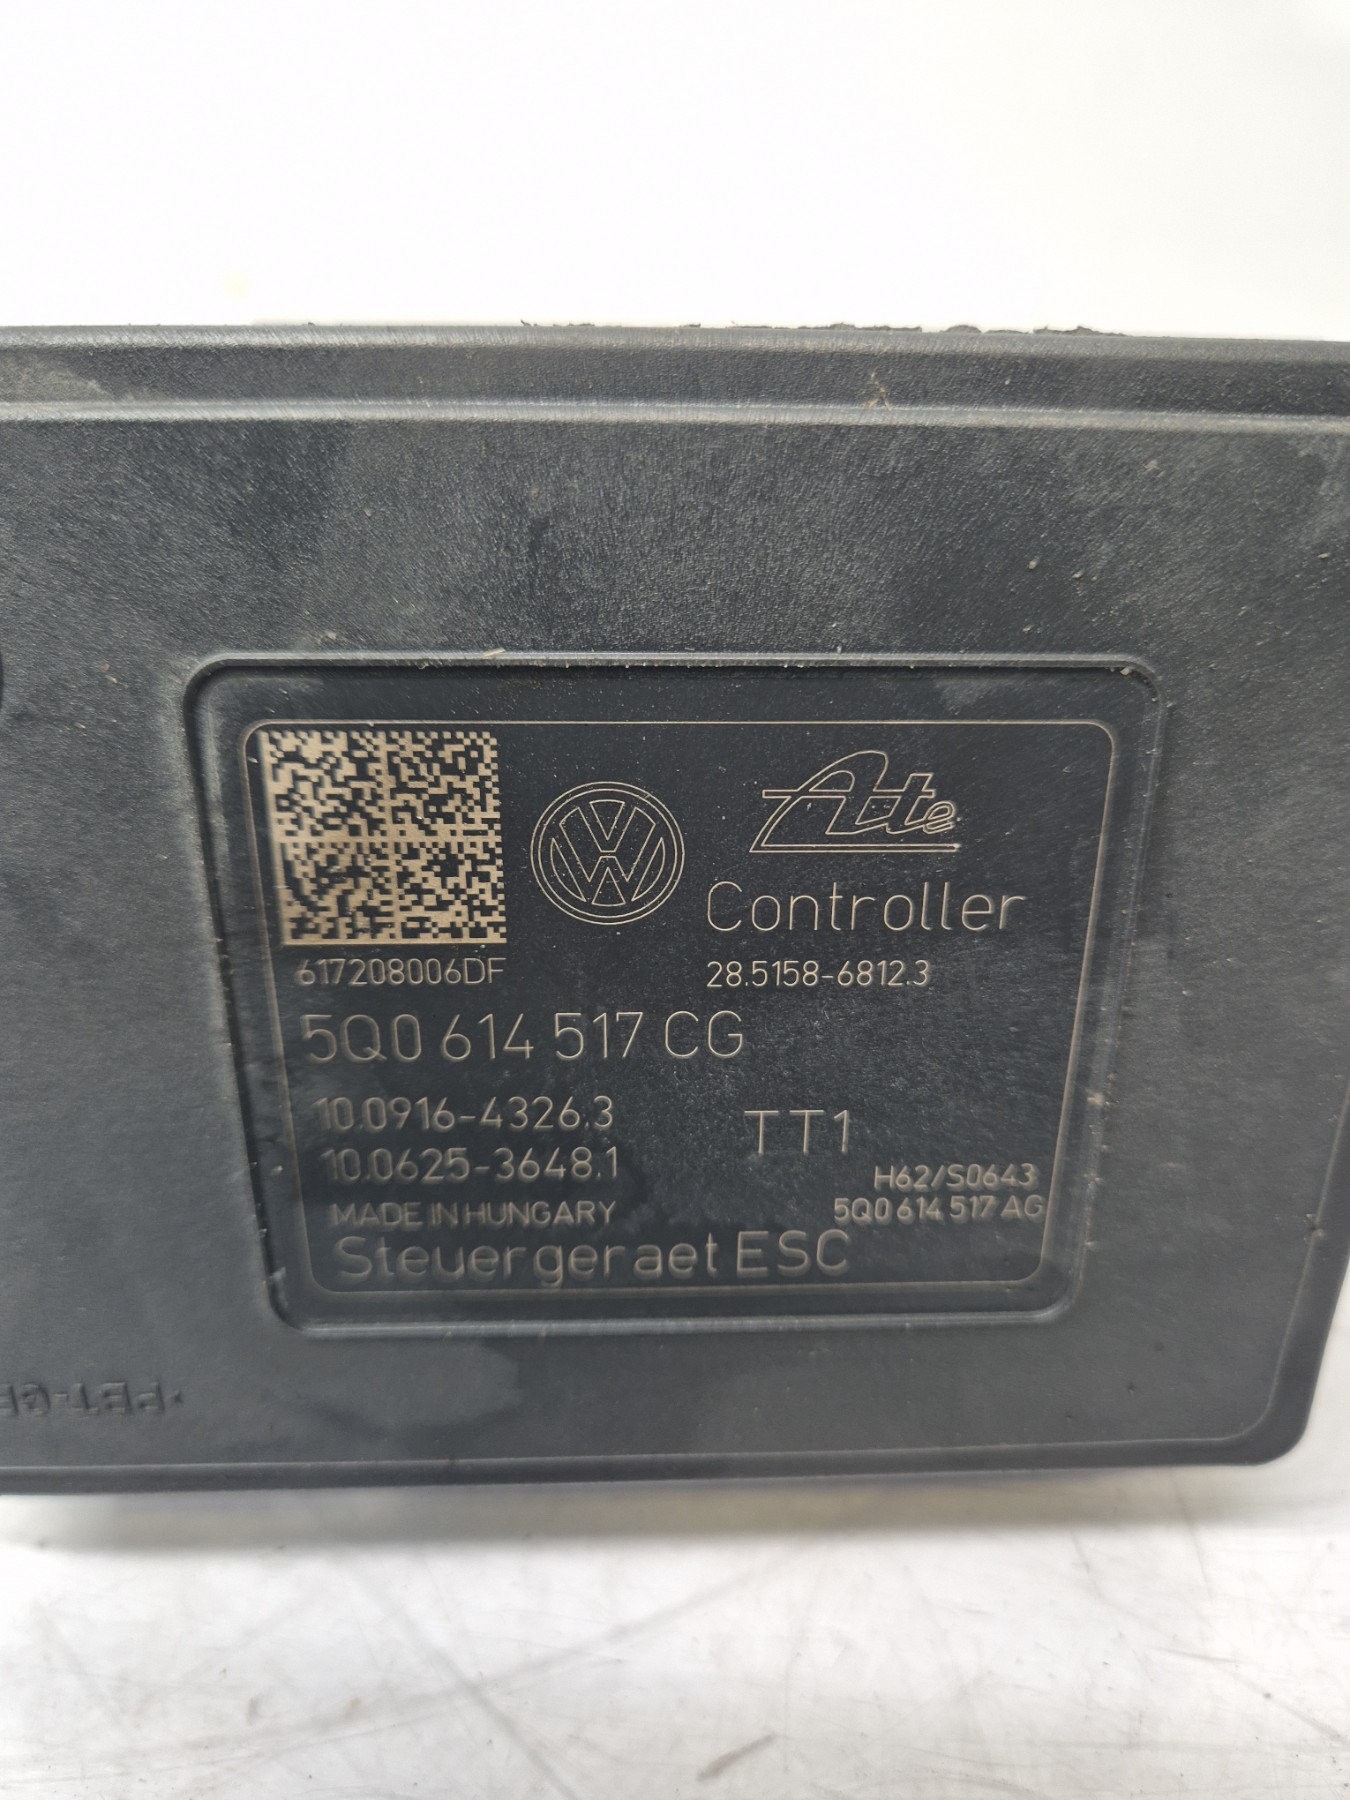 Ate
Controller
617208006DF
28.5158-6812.3
5Q0 614 517 CG
10.0916-4326.3
TT1
10.0625-3648.1
H62/S0643
MADE IN HUNGARY
5Q0 614 517 AG
Steuergeraet ESC